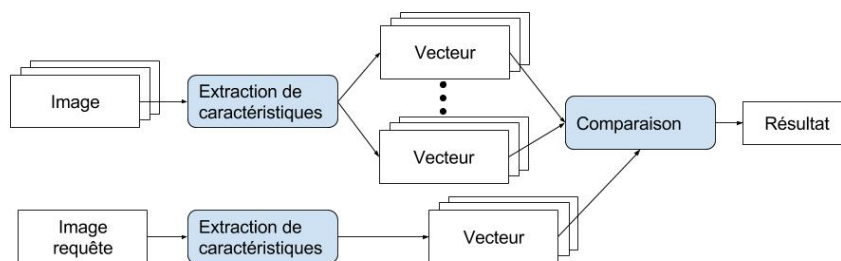 Vecteur
Image
Extraction de
caractéristiques
Comparaison
Résultat
Vecteur
Image
requête
Extraction de
caractéristiques
Vecteur